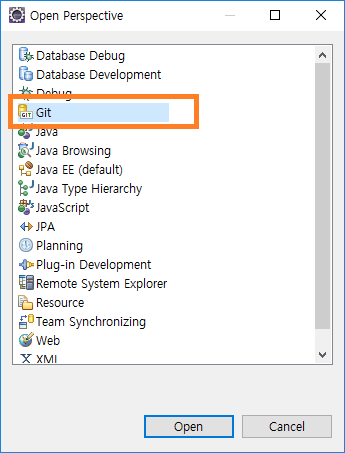 Open Perspective
Database Debug
Database Development
Debug
Git
Java
Java Browsing
Java EE (default)
Java Type Hierarchy
JavaScript
JPA
Planning
Plug-in Development
Remote System Explorer
Resource
Team Synchronizing
Web
XML
Open
Cancel